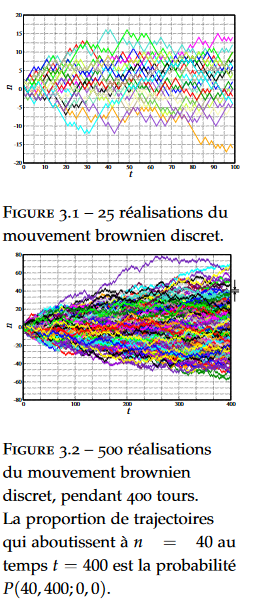 20
15
10
5
0
-5
-10
-15
-20
n
0 10 20 30 40 50 60 70 80 90 100
t
FIGURE 3.1 – 25 réalisations du
mouvement brownien discret.
80
60
40
20
0
-20
-40
-60
-80
n
0 100 200 300 400
t
FIGURE 3.2 – 500 réalisations
du mouvement brownien
discret, pendant 400 tours.
La proportion de trajectoires
qui aboutissent à n = 40 au
temps t = 400 est la probabilité
P(40, 400; 0, 0).